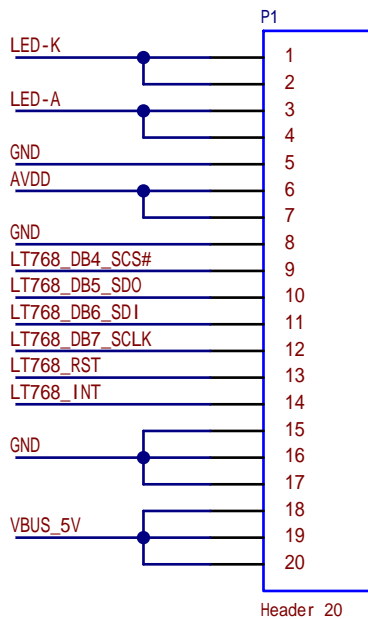 P1
LED-K 1
2
LED-A 3
4
GND 5
AVDD 6
7
GND 8
LT768_DB4_SCS# 9
LT768_DB5_SDO 10
LT768_DB6_SDI 11
LT768_DB7_SCLK 12
LT768_RST 13
LT768_INT 14
15
GND 16
17
18
VBUS_5V 19
20
Header 20